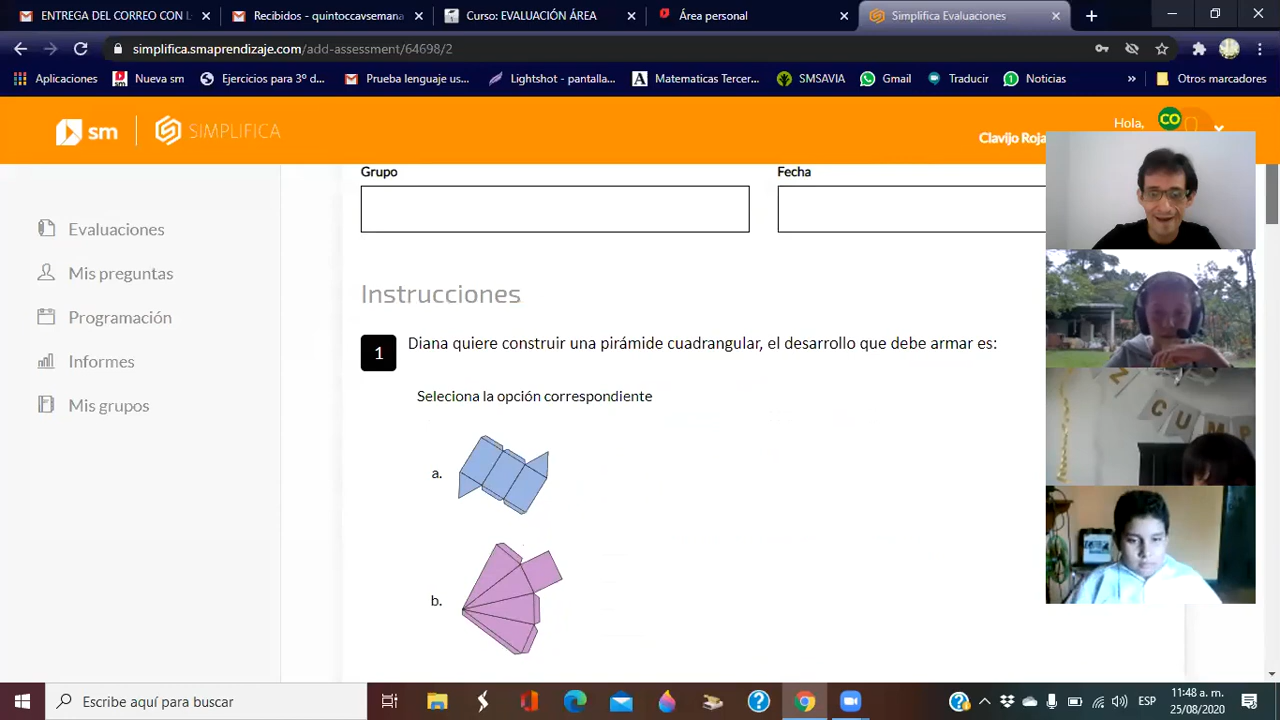 ENTREGA DEL CORREO CON L
Recibidos - quintoccavsemana
Curso: EVALUACIÓN ÁREA
Área personal
Simplifica Evaluaciones
simplifica.smaprendizaje.com/add-assessment/64698/2
Aplicaciones
Nueva sm
Ejercicios para 3º d...
Prueba lenguaje us...
Lightshot - pantalla...
Matematicas Tercer...
SMSAVIA
Gmail
Traducir
Noticias
»
Otros marcadores
sm
SIMPLIFICA
Hola,
CO
Clavijo Roja
Grupo
Fecha
Evaluaciones
Mis preguntas
Programación
Informes
Mis grupos
Instrucciones
1 Diana quiere construir una pirámide cuadrangular, el desarrollo que debe armar es:
Seleciona la opción correspondiente
a.
b.
CUMP
Escribe aquí para buscar
ESP
11:48 a. m.
25/08/2020